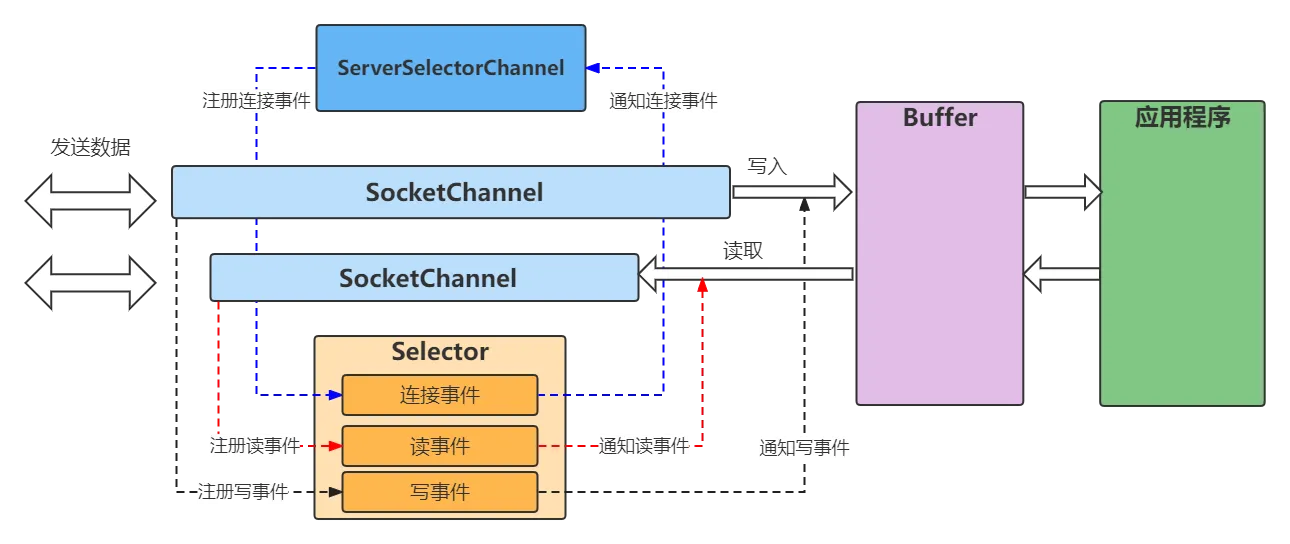 ServerSelectorChannel
注册连接事件
通知连接事件
Buffer
应用程序
发送数据
写入
SocketChannel
读取
SocketChannel
Selector
连接事件
注册读事件
读事件
通知读事件
通知写事件
注册写事件
写事件